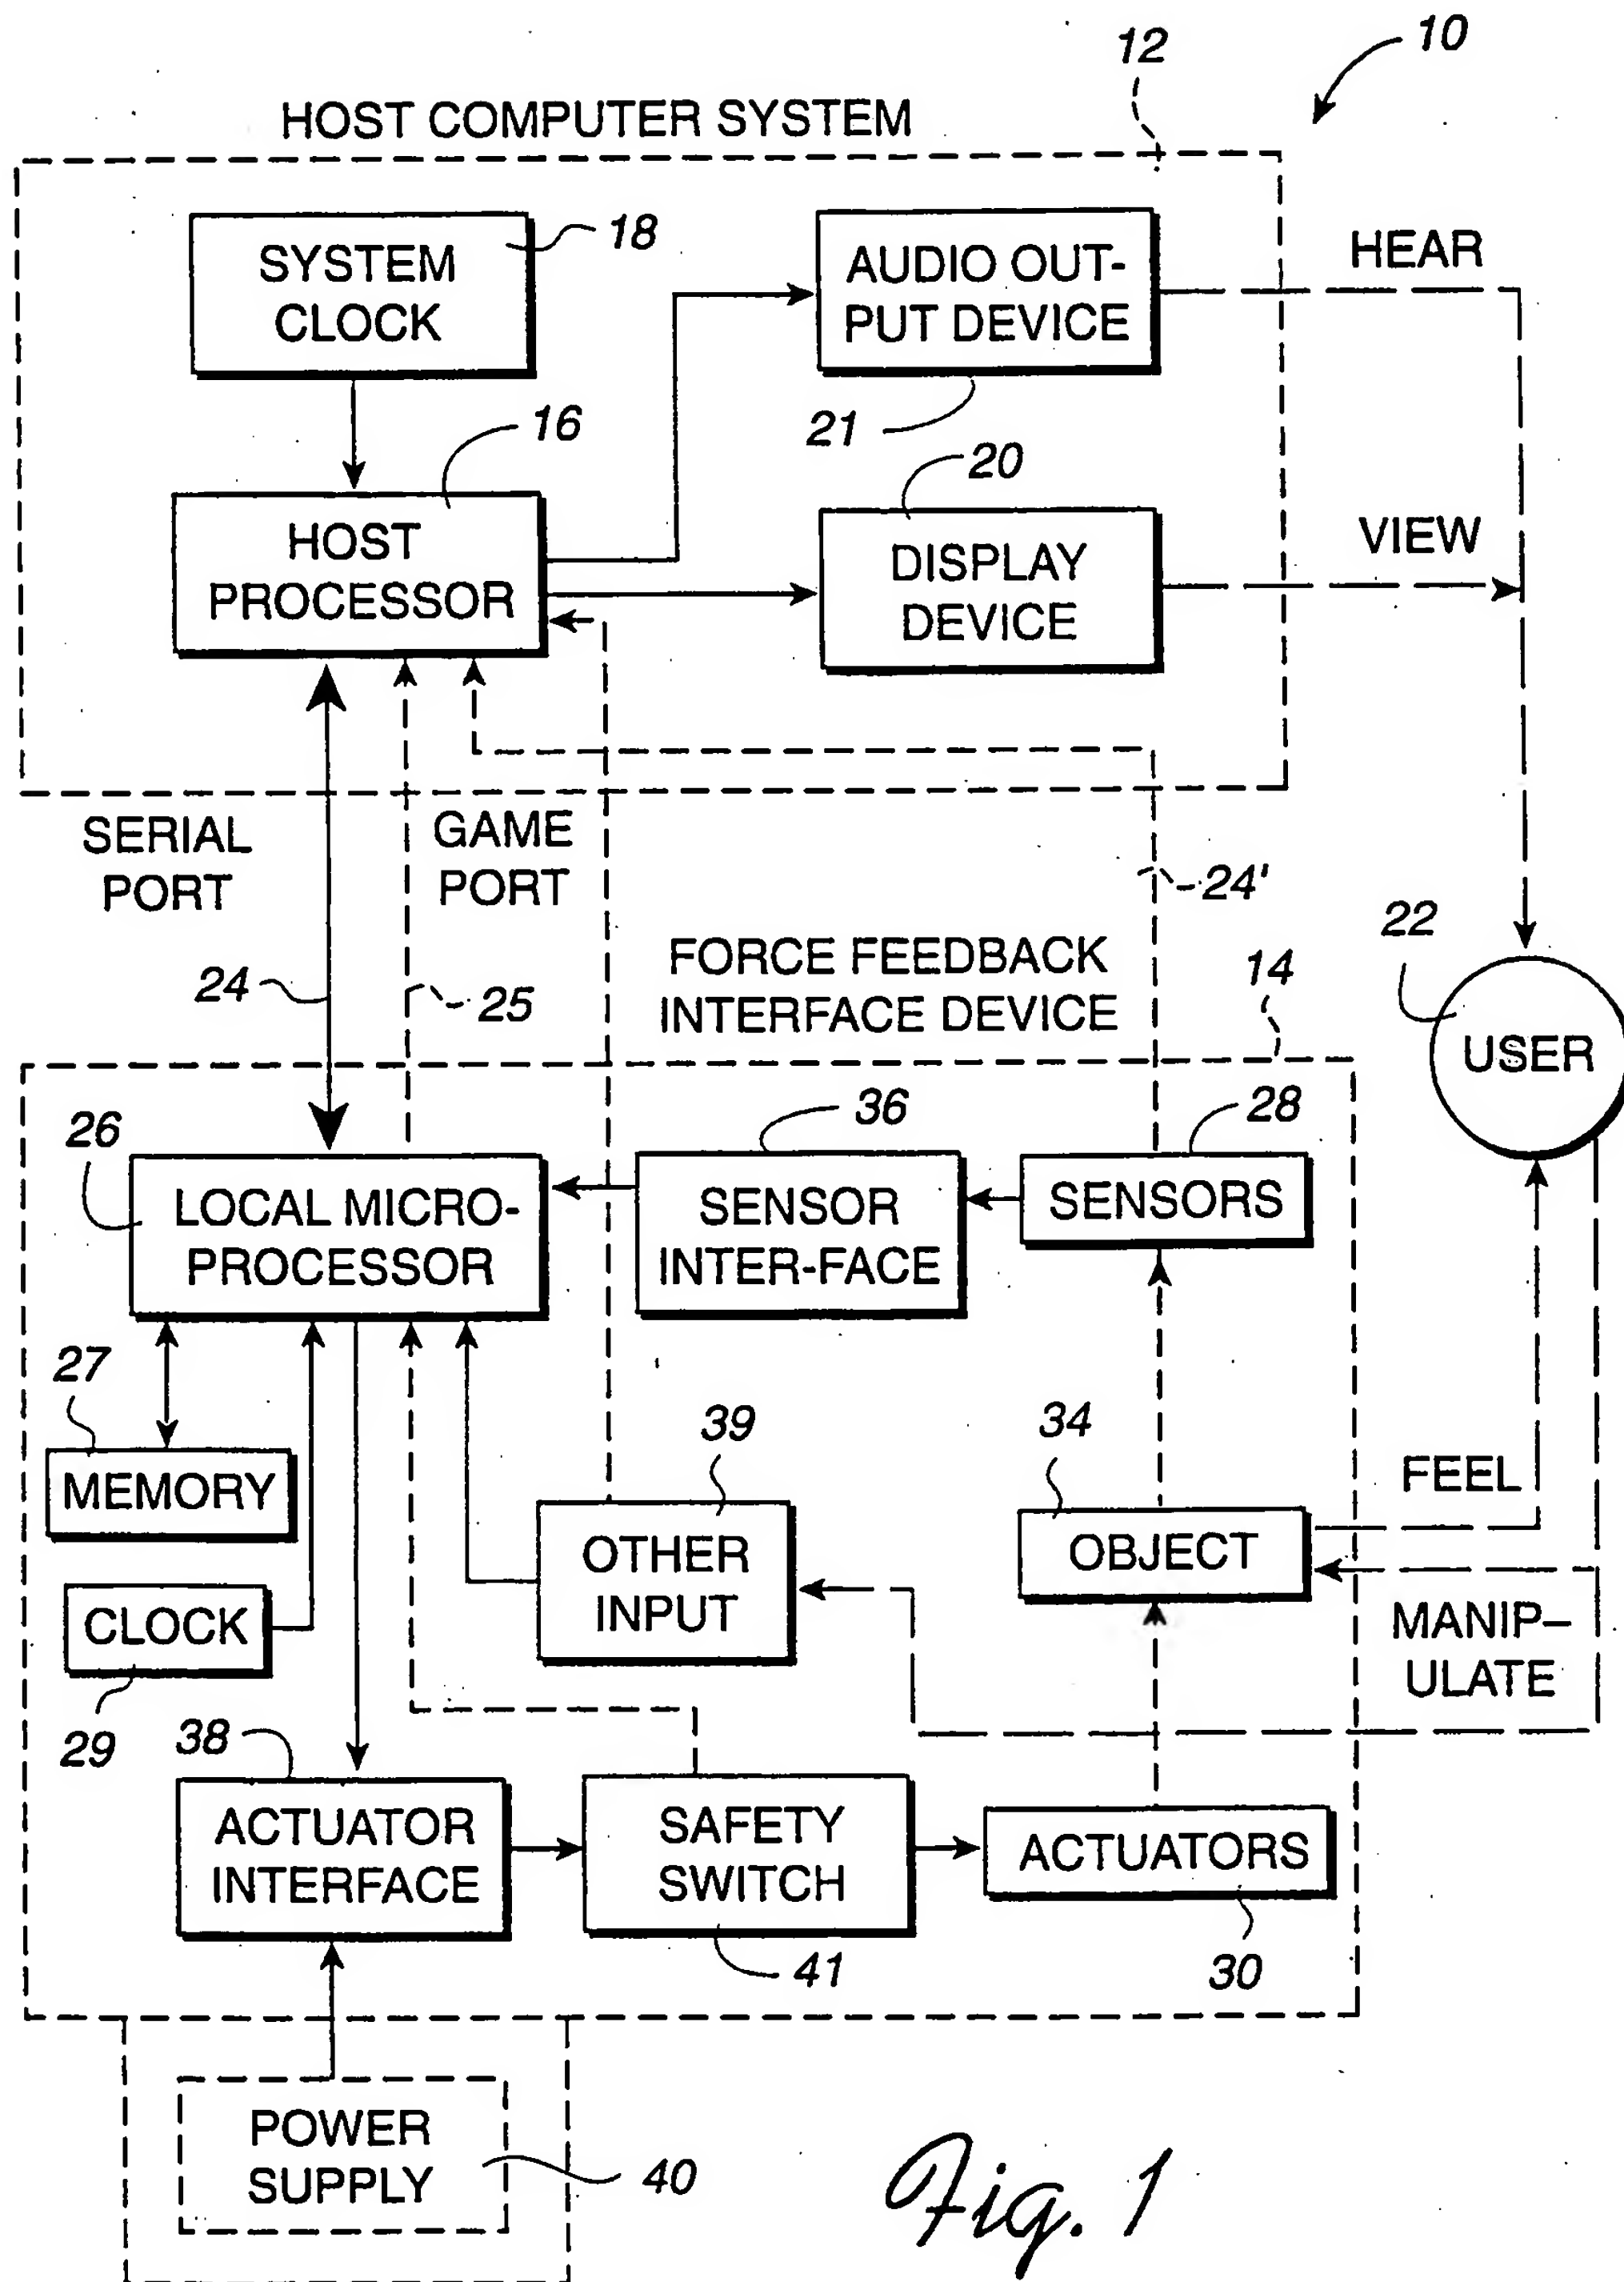 10
12
HOST COMPUTER SYSTEM
SYSTEM
CLOCK
18
AUDIO OUT-
PUT DEVICE
21
HEAR
16
HOST
PROCESSOR
20
DISPLAY
DEVICE
VIEW
SERIAL
PORT
GAME
PORT
24
25
24'
FORCE FEEDBACK
INTERFACE DEVICE
14
22
USER
26
LOCAL MICRO-
PROCESSOR
36
SENSOR
INTER-FACE
28
SENSORS
27
MEMORY
CLOCK
29
39
OTHER
INPUT
34
OBJECT
FEEL
MANIP–
ULATE
38
ACTUATOR
INTERFACE
SAFETY
SWITCH
41
ACTUATORS
30
POWER
SUPPLY
40
Fig. 1